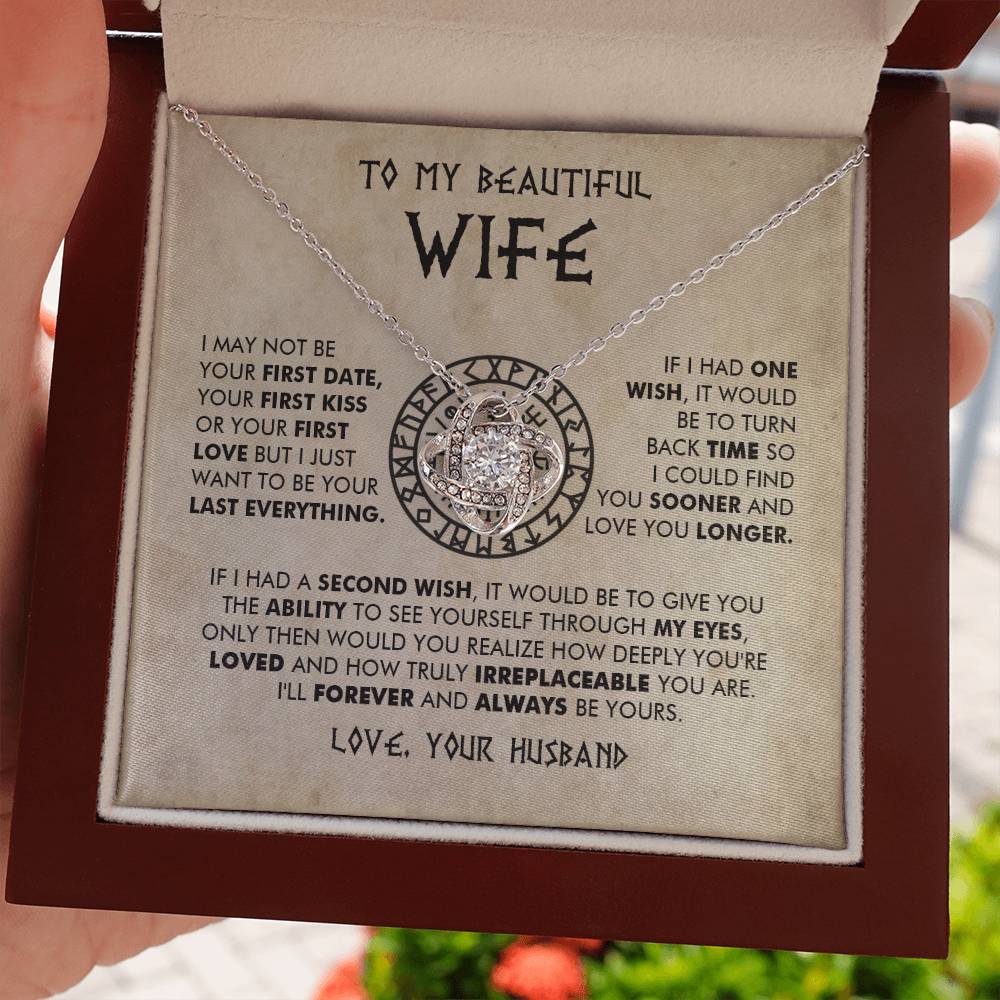 TO MY BEAUTIFUL
WIFE
I MAY NOT BE
YOUR FIRST DATE,
YOUR FIRST KISS
OR YOUR FIRST
LOVE BUT I JUST
WANT TO BE YOUR
LAST EVERYTHING.
IF I HAD ONE
WISH, IT WOULD
BE TO TURN
BACK TIME SO
I COULD FIND
YOU SOONER AND
LOVE YOU LONGER.
IF I HAD A SECOND WISH, IT WOULD BE TO GIVE YOU
THE ABILITY TO SEE YOURSELF THROUGH MY EYES,
ONLY THEN WOULD YOU REALIZE HOW DEEPLY YOU'RE
LOVED AND HOW TRULY IRREPLACEABLE YOU ARE.
I'LL FOREVER AND ALWAYS BE YOURS.
LOVE, YOUR HUSBAND